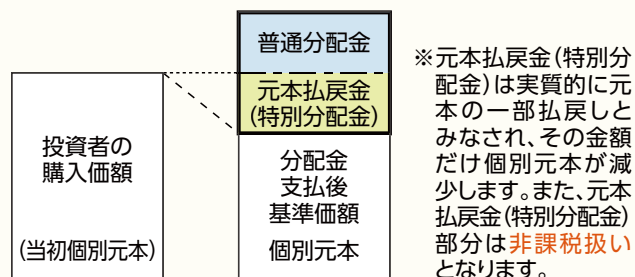 普通分配金
元本払戻金
(特別分配金)
投資者の
購入価額
(当初個別元本)
分配金
支払後
基準価額
個別元本
※元本払戻金(特別分
配金)は実質的に元
本の一部払戻しと
みなされ、その金額
だけ個別元本が減
少します。また、元本
払戻金(特別分配金)
部分は非課税扱い
となります。